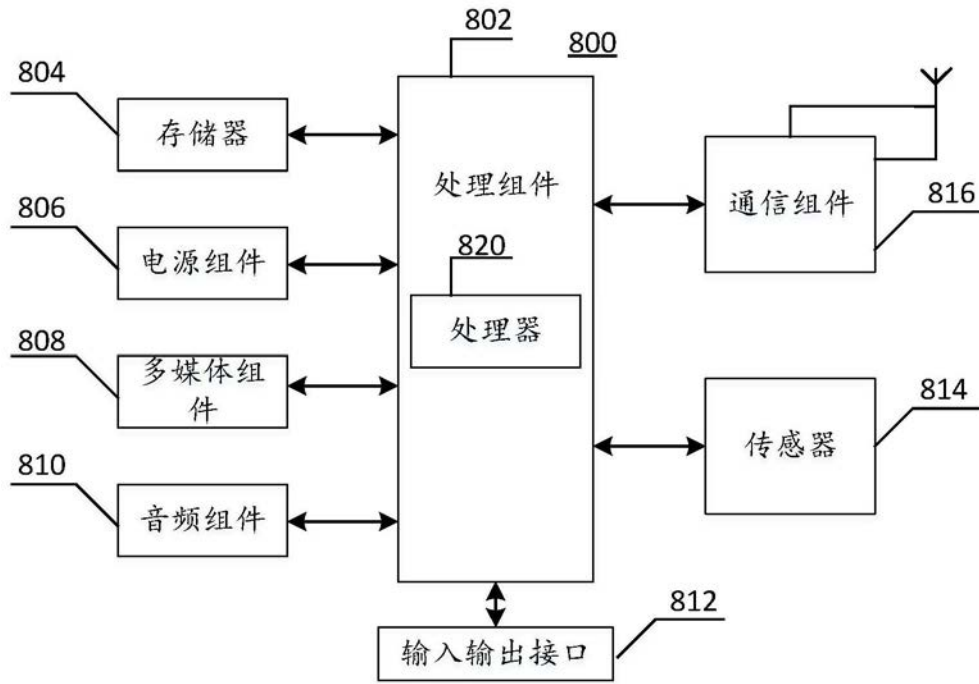 802
800
804
存储器
处理组件
通信组件
816
806
电源组件
820
处理器
808
多媒体组
件
814
传感器
810
音频组件
812
输入输出接口